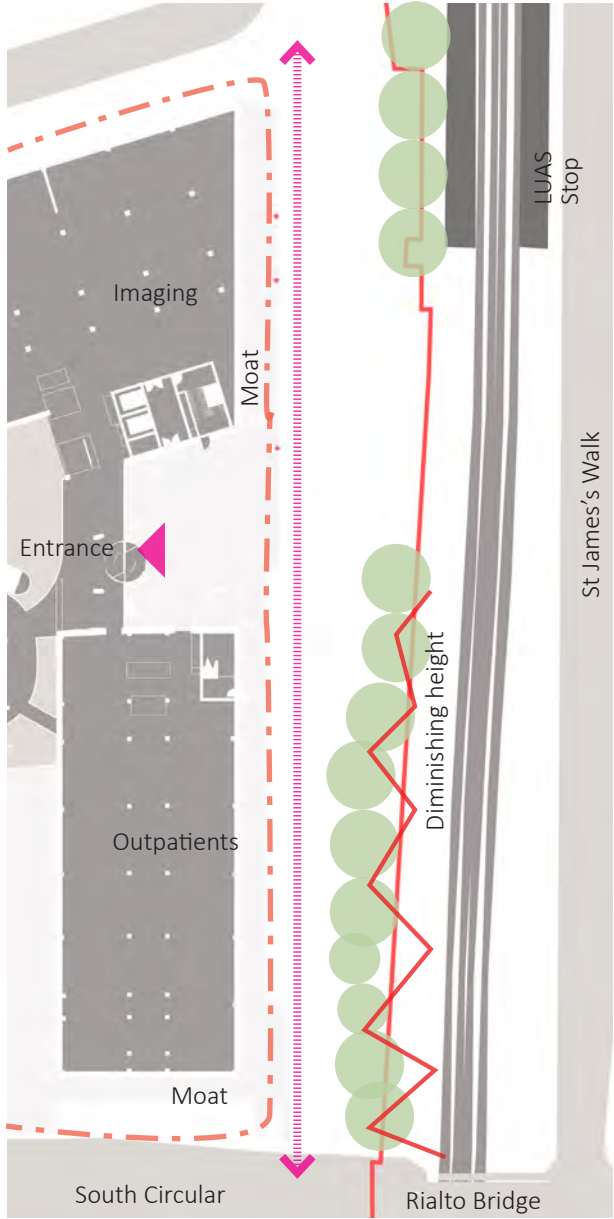 LUAS
Stop
Imaging
Moat
St James's Walk
Entrance
Diminishing height
Outpatients
Moat
South Circular
Rialto Bridge